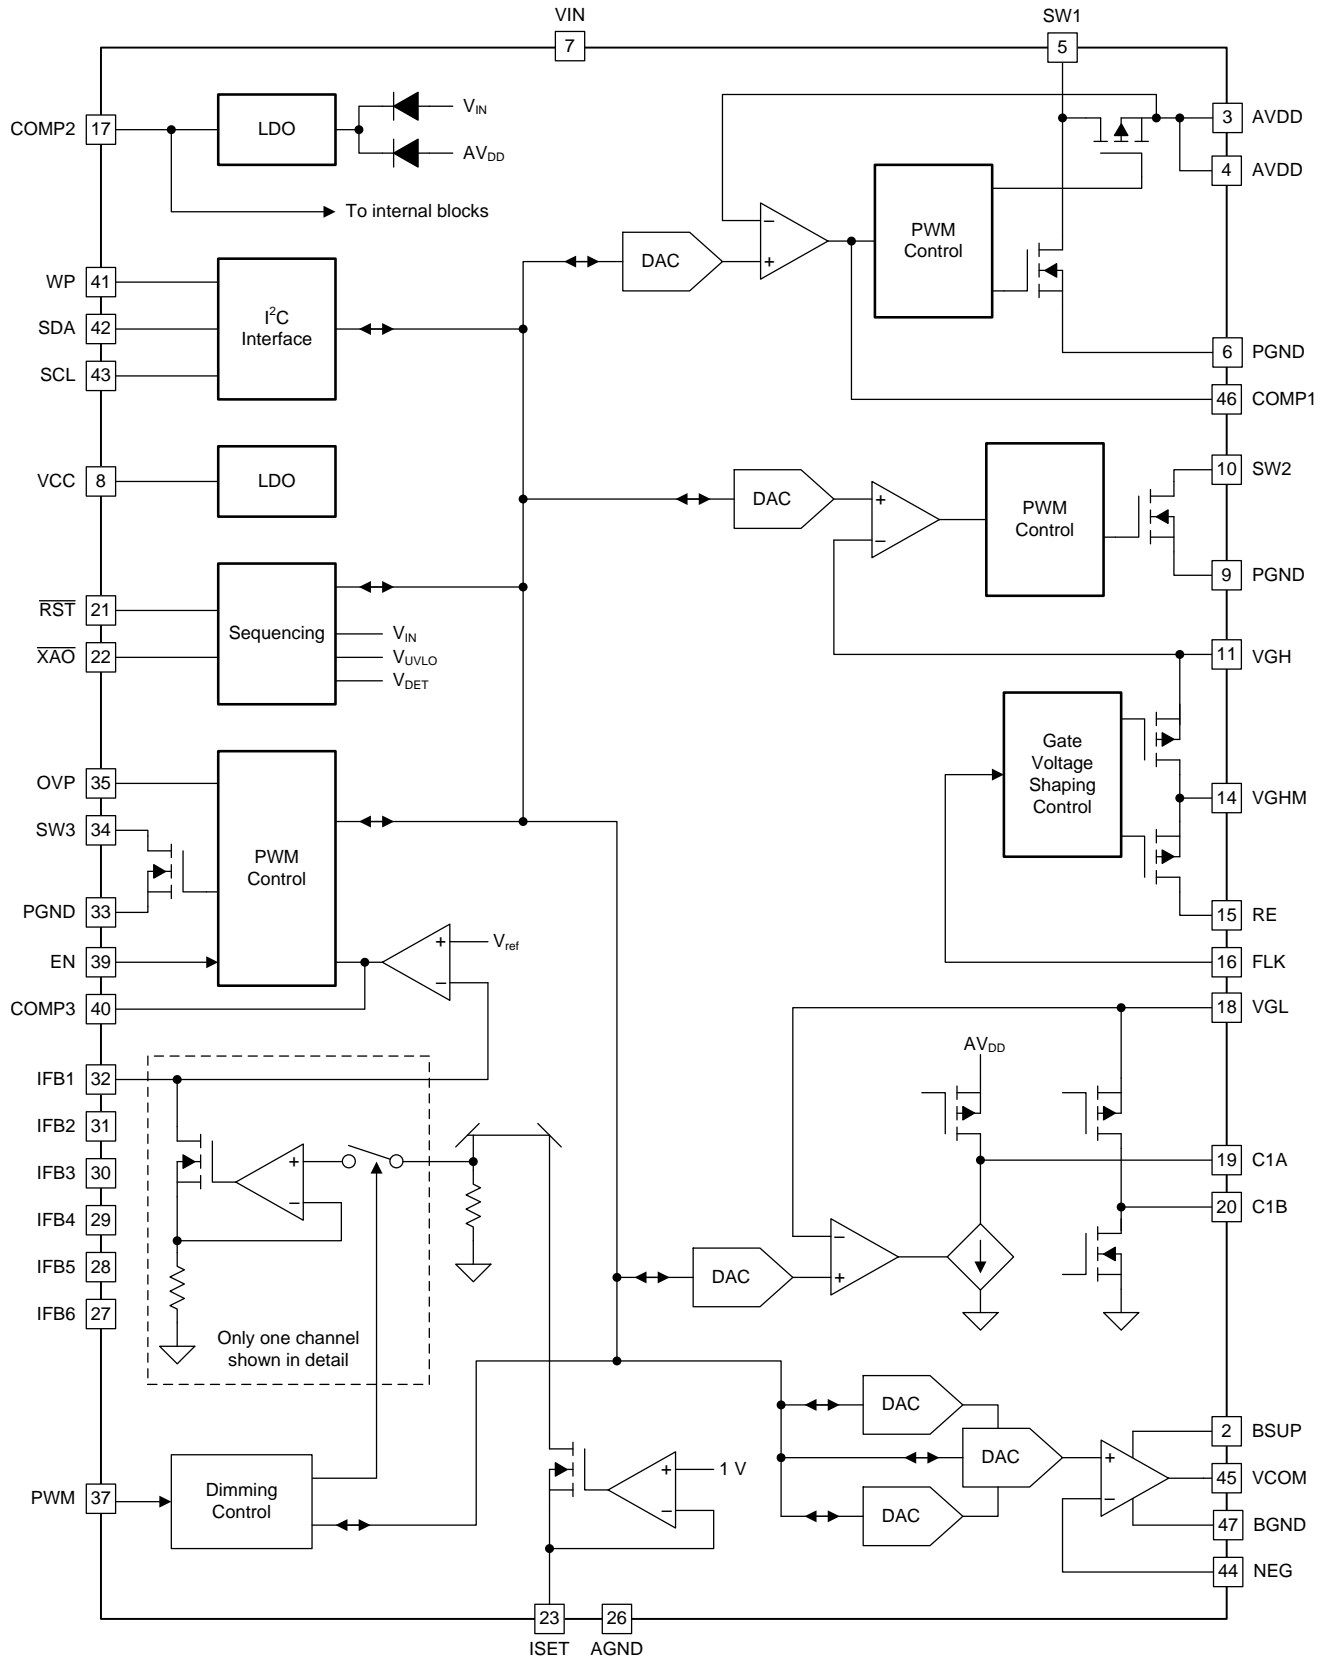 VIN
7
SW1
5
COMP2
17
LDO
V_IN
AV_DD
To internal blocks
3
AVDD
4
AVDD
PWM
Control
−
+
DAC
WP
41
SDA
42
SCL
43
I²C
Interface
6
PGND
46
COMP1
VCC
8
LDO
DAC
+
−
PWM
Control
10
SW2
9
PGND
R̅S̅T̅
21
X̅A̅O̅
22
Sequencing
V_IN
V_UVLO
V_DET
11
VGH
Gate
Voltage
Shaping
Control
14
VGHM
15
RE
16
FLK
OVP
35
SW3
34
PGND
33
EN
39
COMP3
40
PWM
Control
+
−
V_ref
18
VGL
AV_DD
19
C1A
20
C1B
IFB1
32
IFB2
31
IFB3
30
IFB4
29
IFB5
28
IFB6
27
+
−
Only one channel
shown in detail
DAC
−
+
DAC
DAC
DAC
+
−
2
BSUP
45
VCOM
47
BGND
44
NEG
PWM
37
Dimming
Control
+
−
1 V
23
ISET
26
AGND